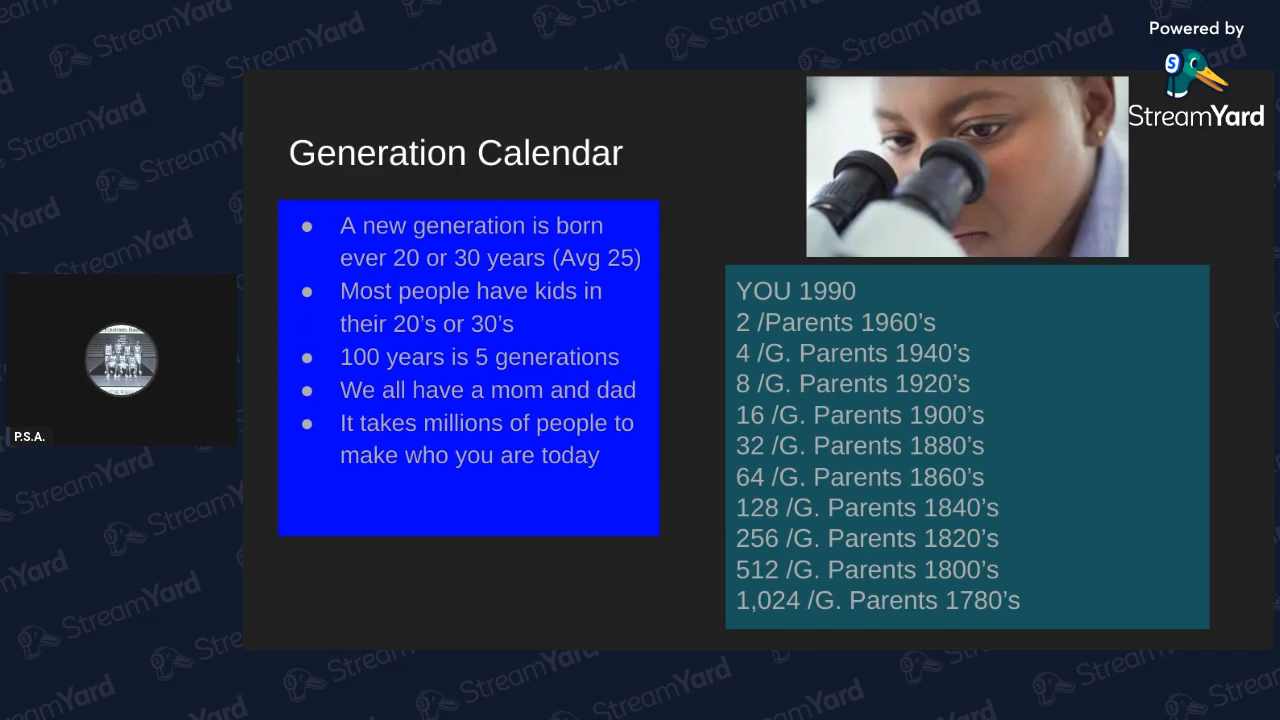 Powered by
StreamYard
Generation Calendar
● A new generation is born
ever 20 or 30 years (Avg 25)
● Most people have kids in
their 20’s or 30’s
● 100 years is 5 generations
● We all have a mom and dad
● It takes millions of people to
make who you are today
YOU 1990
2 /Parents 1960’s
4 /G. Parents 1940’s
8 /G. Parents 1920’s
16 /G. Parents 1900’s
32 /G. Parents 1880’s
64 /G. Parents 1860’s
128 /G. Parents 1840’s
256 /G. Parents 1820’s
512 /G. Parents 1800’s
1,024 /G. Parents 1780’s
P.S.A.